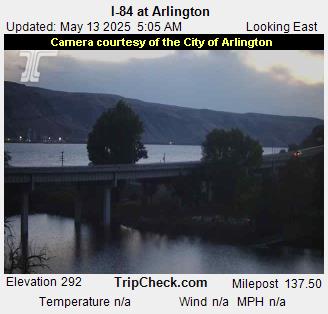 I-84 at Arlington
Updated: May 13 2025 5:05 AM Looking East
Camera courtesy of the City of Arlington
Elevation 292 TripCheck.com Milepost 137.50
Temperature n/a Wind n/a MPH n/a